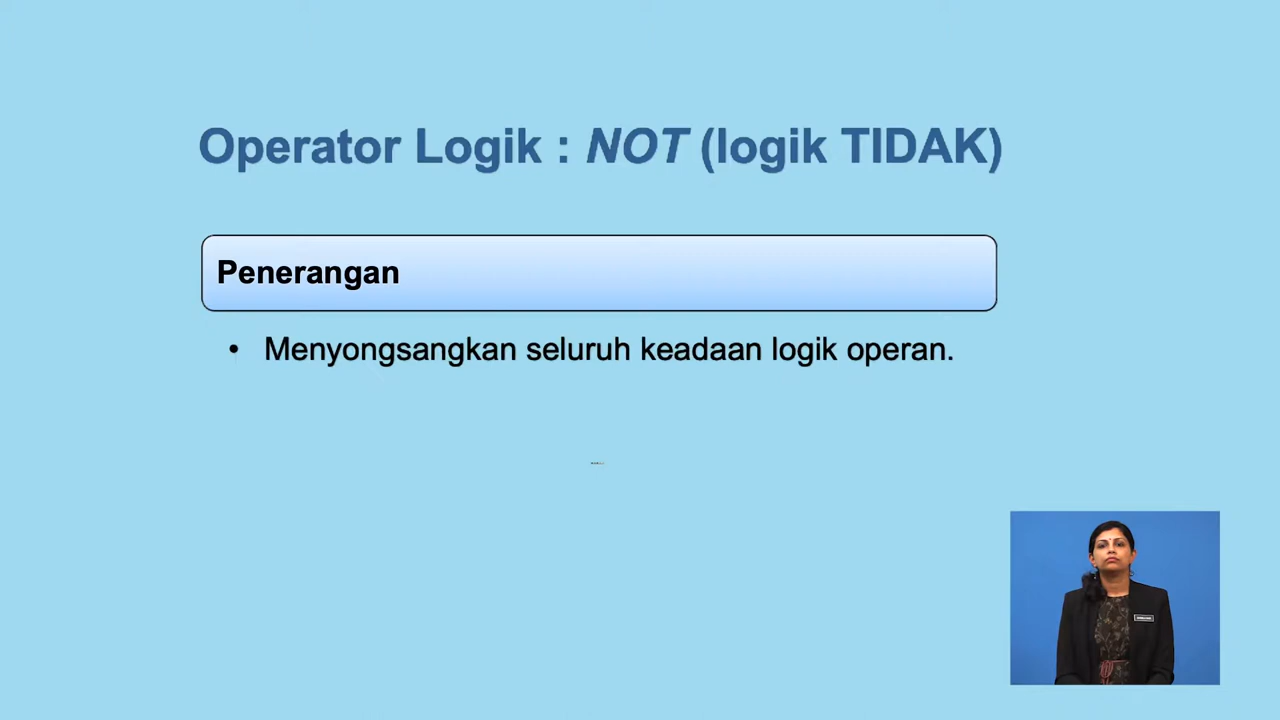 Operator Logik : NOT (logik TIDAK)
Penerangan
• Menyongsangkan seluruh keadaan logik operan.